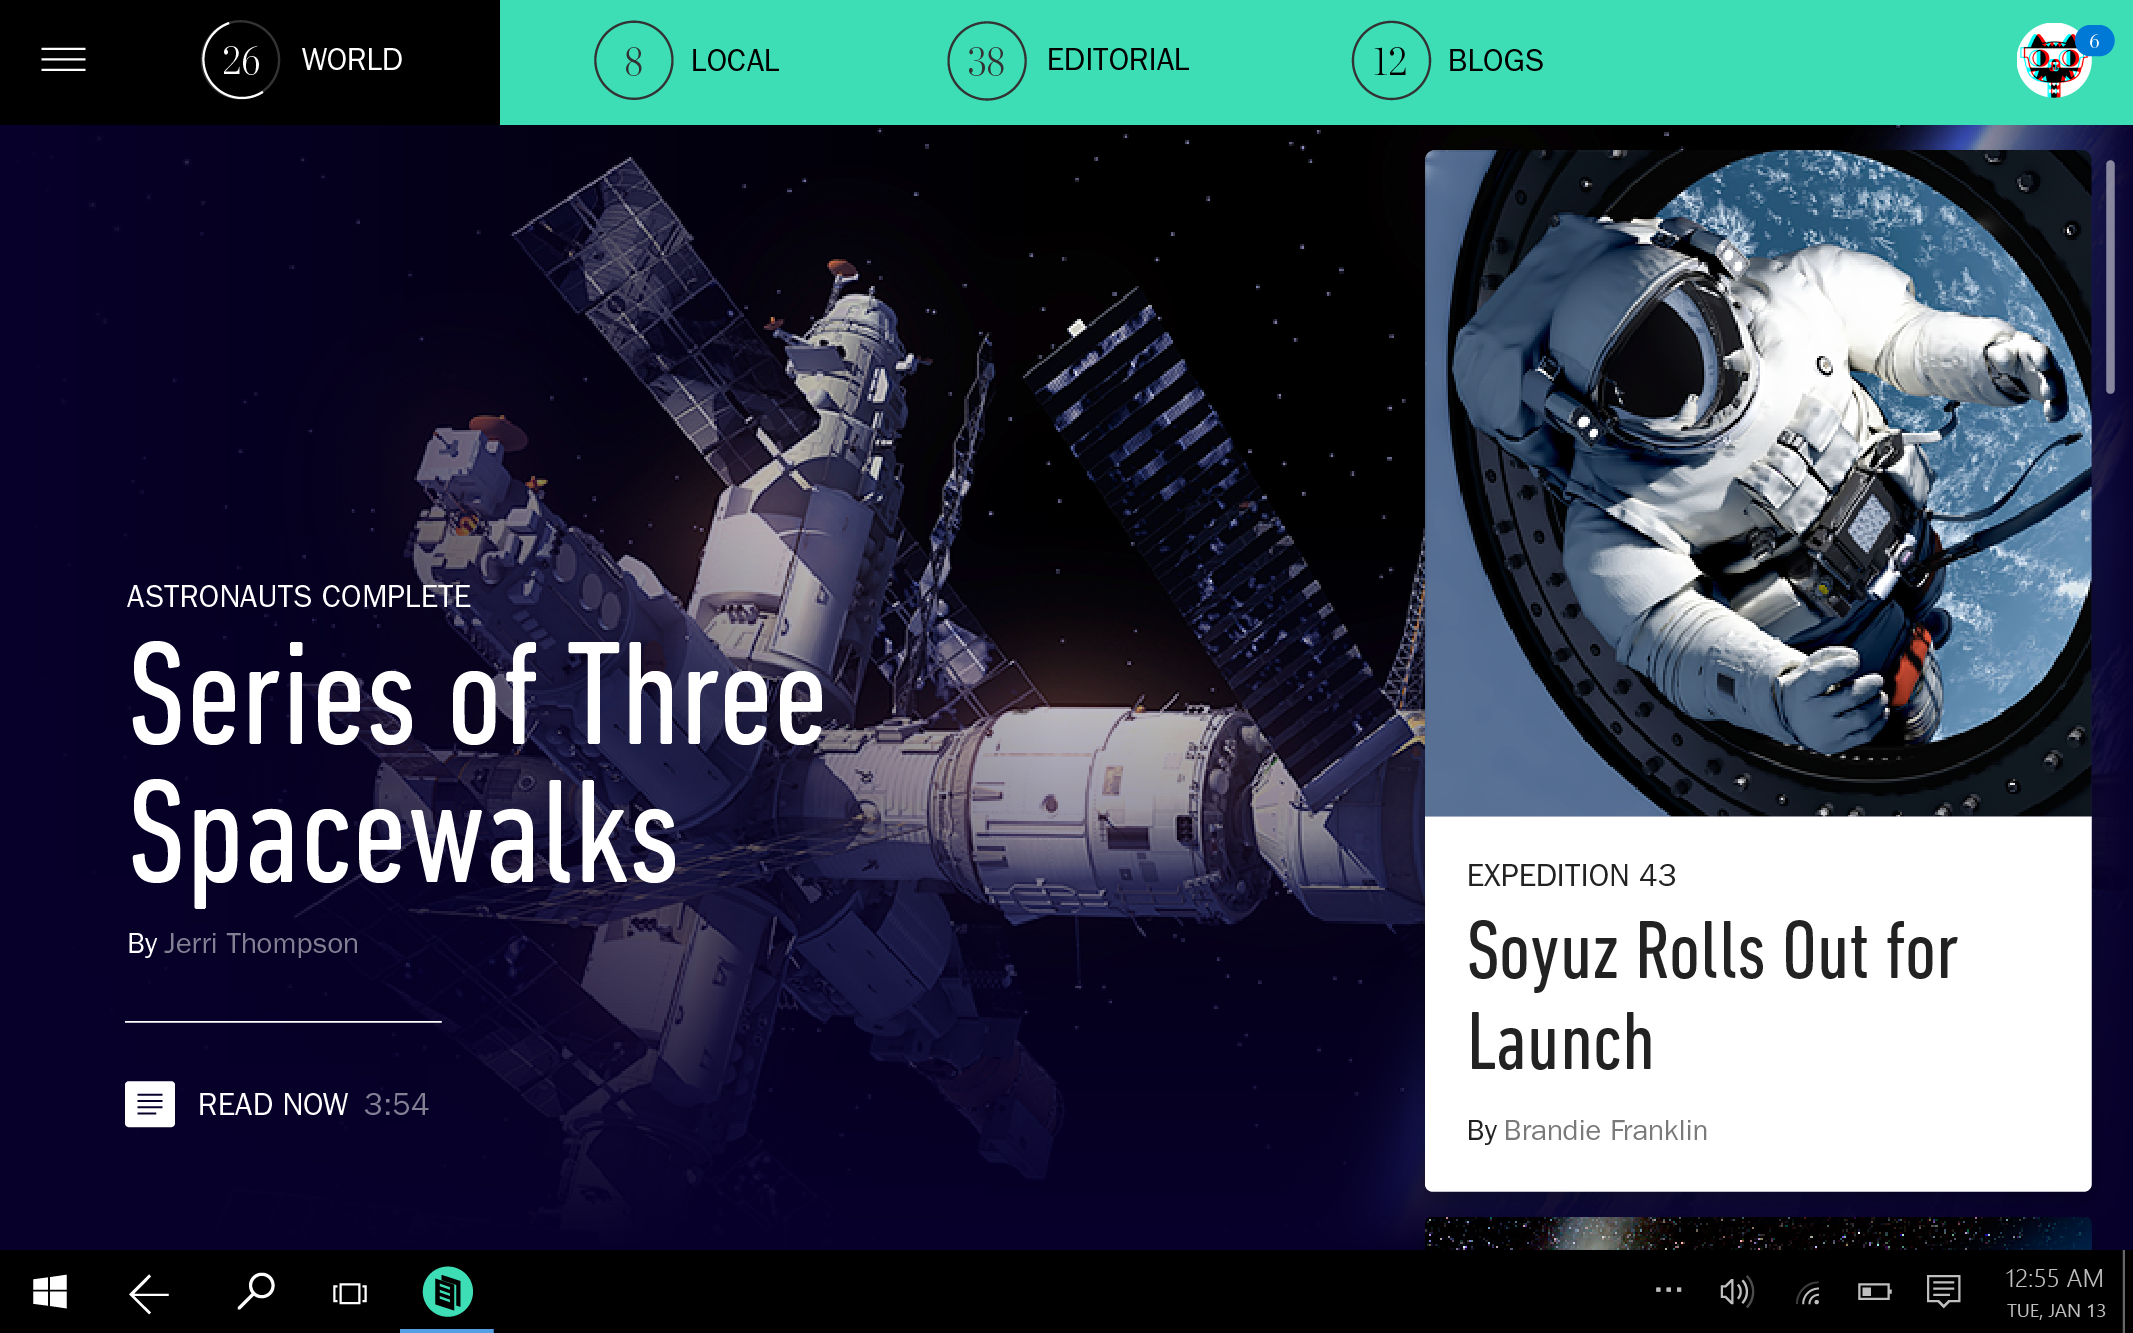 26 WORLD
8 LOCAL
38 EDITORIAL
12 BLOGS
6
ASTRONAUTS COMPLETE
Series of Three
Spacewalks
By Jerri Thompson
READ NOW 3:54
EXPEDITION 43
Soyuz Rolls Out for
Launch
By Brandie Franklin
12:55 AM
TUE, JAN 13